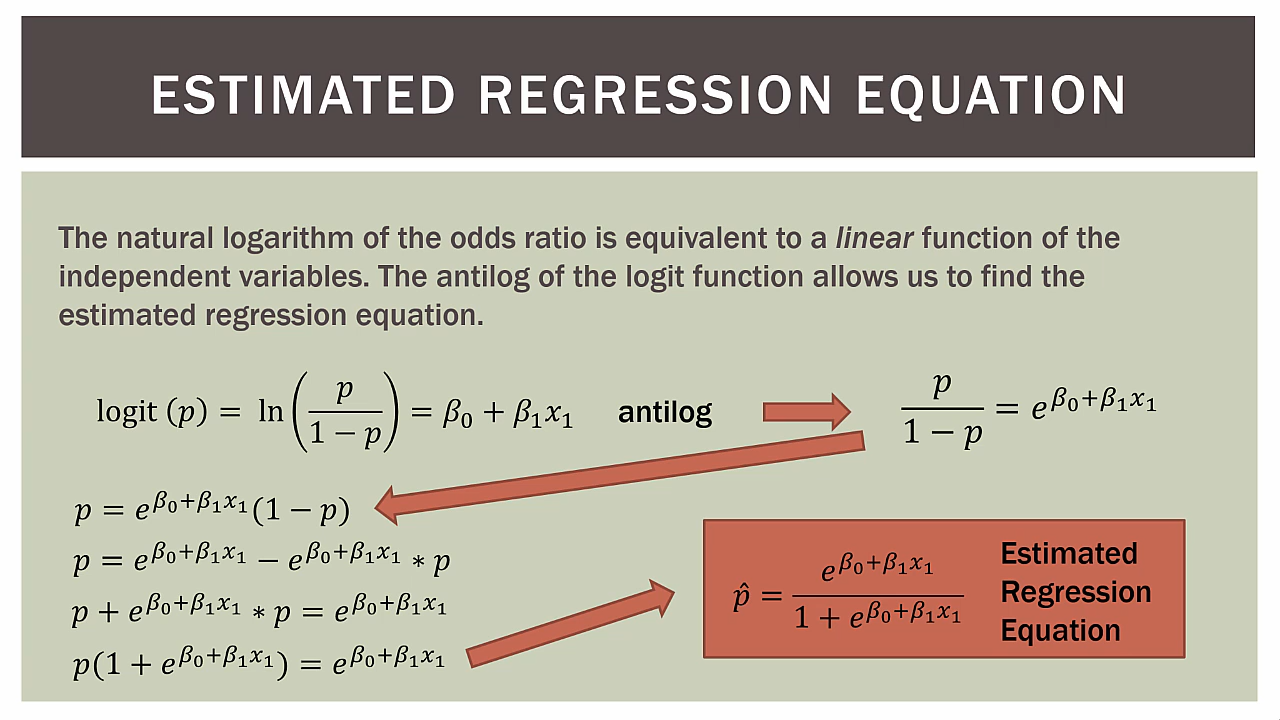 ESTIMATED REGRESSION EQUATION
The natural logarithm of the odds ratio is equivalent to a linear function of the
independent variables. The antilog of the logit function allows us to find the
estimated regression equation.
logit (p) = ln(p/(1 − p)) = β₀ + β₁x₁ antilog p/(1 − p) = e^(β₀+β₁x₁)
p = e^(β₀+β₁x₁)(1 − p)
p = e^(β₀+β₁x₁) − e^(β₀+β₁x₁) ∗ p
p + e^(β₀+β₁x₁) ∗ p = e^(β₀+β₁x₁)
p(1 + e^(β₀+β₁x₁)) = e^(β₀+β₁x₁)
p̂ = e^(β₀+β₁x₁)/(1 + e^(β₀+β₁x₁))
Estimated
Regression
Equation